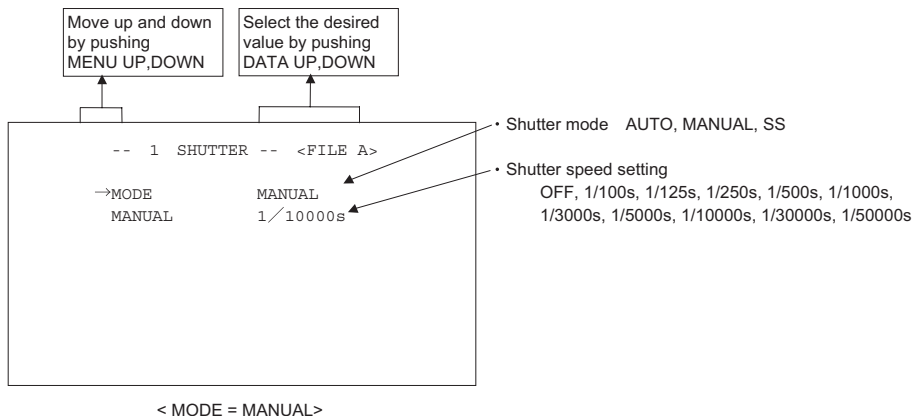 Move up and down
by pushing
MENU UP,DOWN
Select the desired
value by pushing
DATA UP,DOWN
-- 1 SHUTTER -- <FILE A>
→MODE MANUAL
MANUAL 1/10000s
・Shutter mode AUTO, MANUAL, SS
・Shutter speed setting
OFF, 1/100s, 1/125s, 1/250s, 1/500s, 1/1000s,
1/3000s, 1/5000s, 1/10000s, 1/30000s, 1/50000s
< MODE = MANUAL>